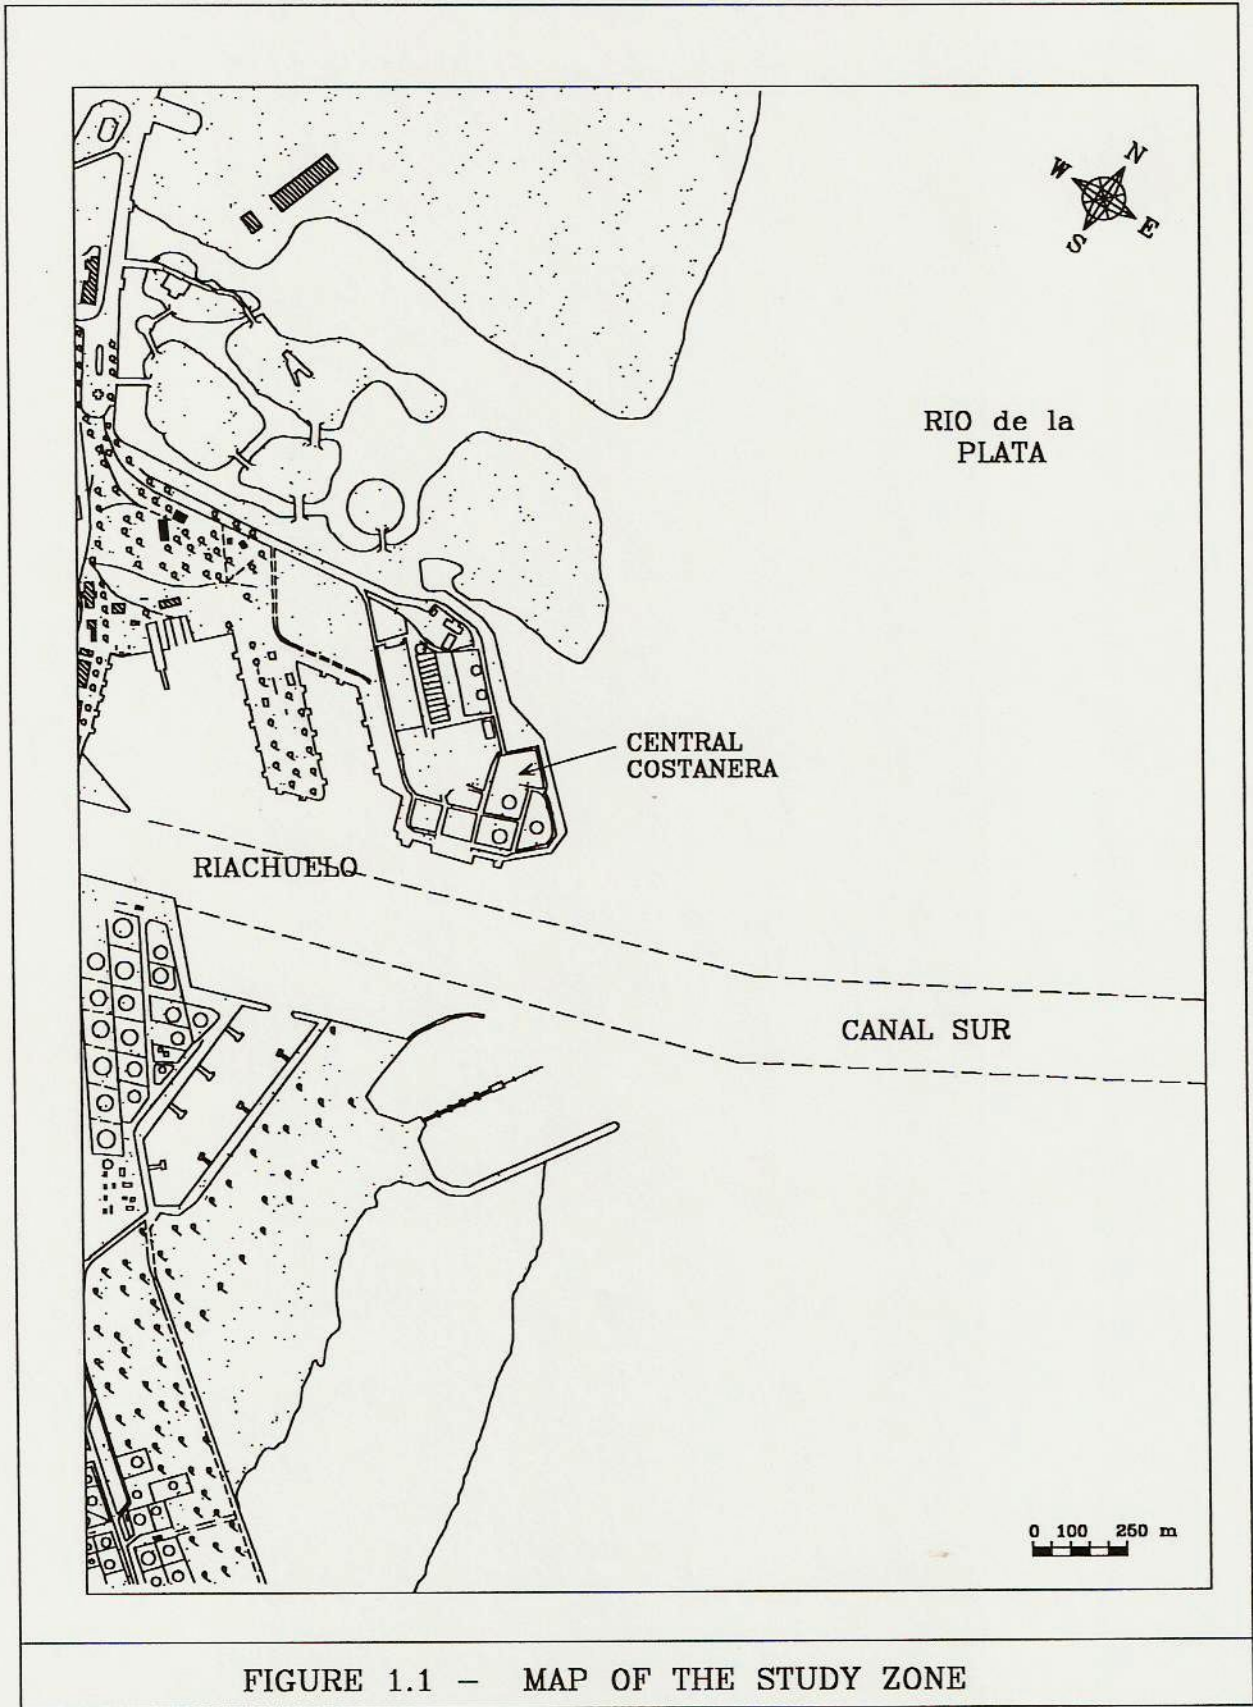 N
W
E
S
RIO de la
PLATA
CENTRAL
COSTANERA
RIACHUELO
CANAL SUR
0 100 250 m
FIGURE 1.1 - MAP OF THE STUDY ZONE